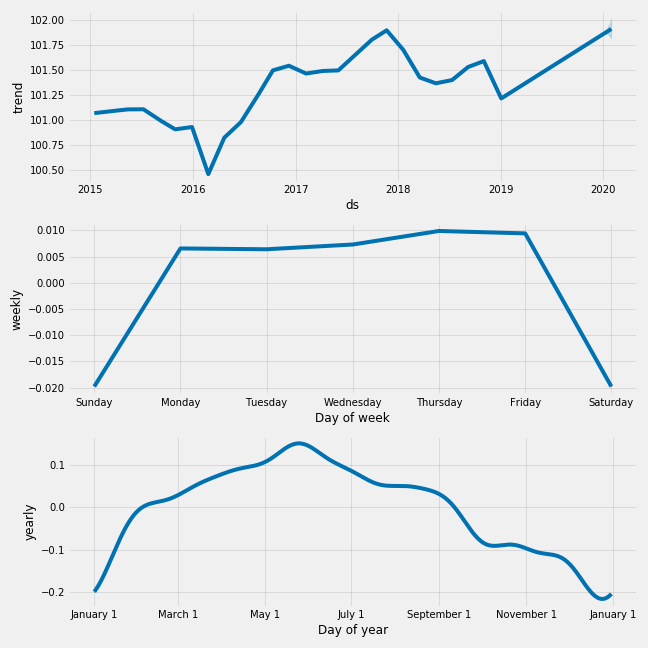 102.00
101.75
101.50
101.25
101.00
100.75
100.50
trend
2015 2016 2017 2018 2019 2020
ds
0.010
0.005
0.000
−0.005
−0.010
−0.015
−0.020
weekly
Sunday Monday Tuesday Wednesday Thursday Friday Saturday
Day of week
0.1
0.0
−0.1
−0.2
yearly
January 1 March 1 May 1 July 1 September 1 November 1 January 1
Day of year